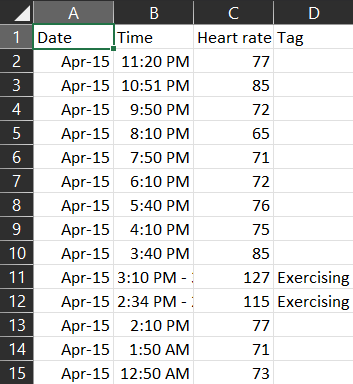 A B C D
1 Date Time Heart rate Tag
2 Apr-15 11:20 PM 77
3 Apr-15 10:51 PM 85
4 Apr-15 9:50 PM 72
5 Apr-15 8:10 PM 65
6 Apr-15 7:50 PM 71
7 Apr-15 6:10 PM 72
8 Apr-15 5:40 PM 76
9 Apr-15 4:10 PM 75
10 Apr-15 3:40 PM 85
11 Apr-15 3:10 PM - 127 Exercising
12 Apr-15 2:34 PM - 115 Exercising
13 Apr-15 2:10 PM 77
14 Apr-15 1:50 AM 71
15 Apr-15 12:50 AM 73